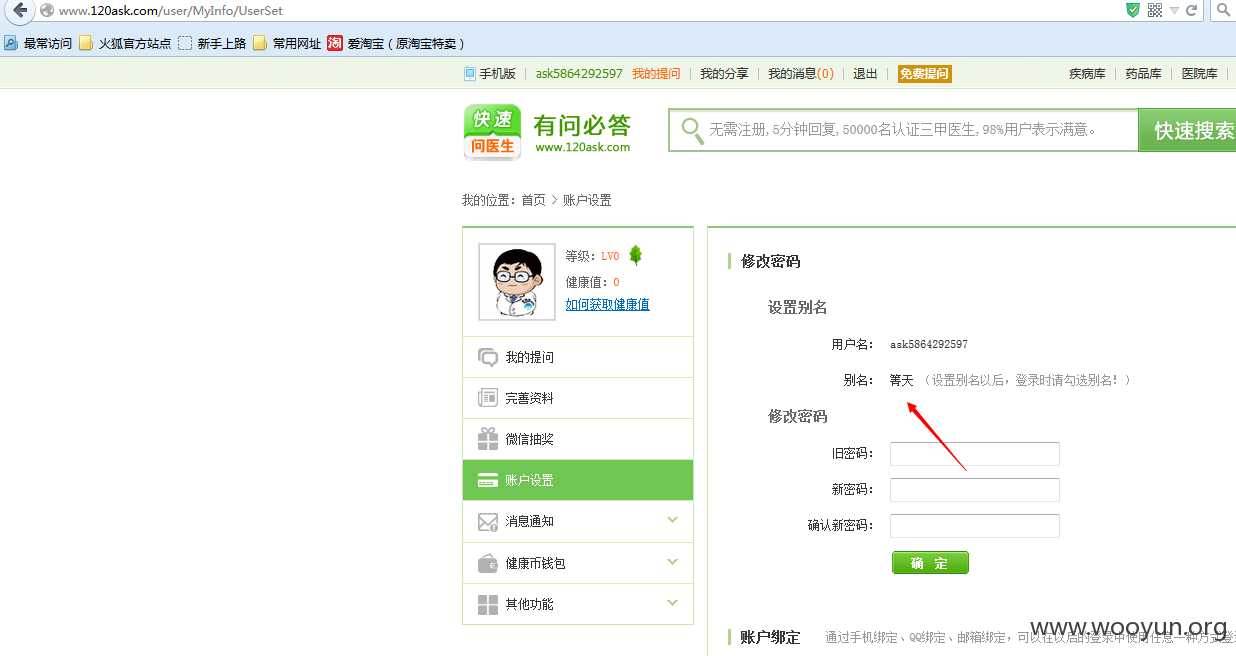 www.120ask.com/user/MyInfo/UserSet
最常访问 火狐官方站点 新手上路 常用网址 淘 爱淘宝（原淘宝特卖）
手机版 ask5864292597 我的提问 我的分享 我的消息(0) 退出 免费提问 疾病库 药品库 医院库
快速
问医生
有问必答
www.120ask.com
无需注册,5分钟回复,50000名认证三甲医生,98%用户表示满意。 快速搜索
我的位置：首页 > 账户设置
等级：LV0
健康值：0
如何获取健康值
我的提问
完善资料
微信抽奖
账户设置
消息通知
健康币钱包
其他功能
修改密码
设置别名
用户名： ask5864292597
别名： 箐天 （设置别名以后，登录时请勾选别名！）
修改密码
旧密码：
新密码：
确认新密码：
确 定
账户绑定 通过手机绑定、QQ绑定、邮箱绑定，可以在以后的登录中使用任意一种方式登
www.wooyun.org